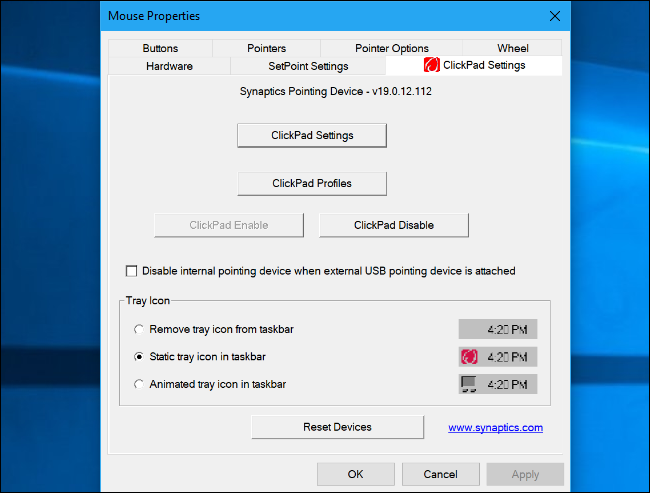 Mouse Properties
Buttons Pointers Pointer Options Wheel
Hardware SetPoint Settings ClickPad Settings
Synaptics Pointing Device - v19.0.12.112
ClickPad Settings
ClickPad Profiles
ClickPad Enable ClickPad Disable
Disable internal pointing device when external USB pointing device is attached
Tray Icon
Remove tray icon from taskbar 4:20 PM
Static tray icon in taskbar 4:20 PM
Animated tray icon in taskbar 4:20 PM
Reset Devices www.synaptics.com
OK Cancel Apply